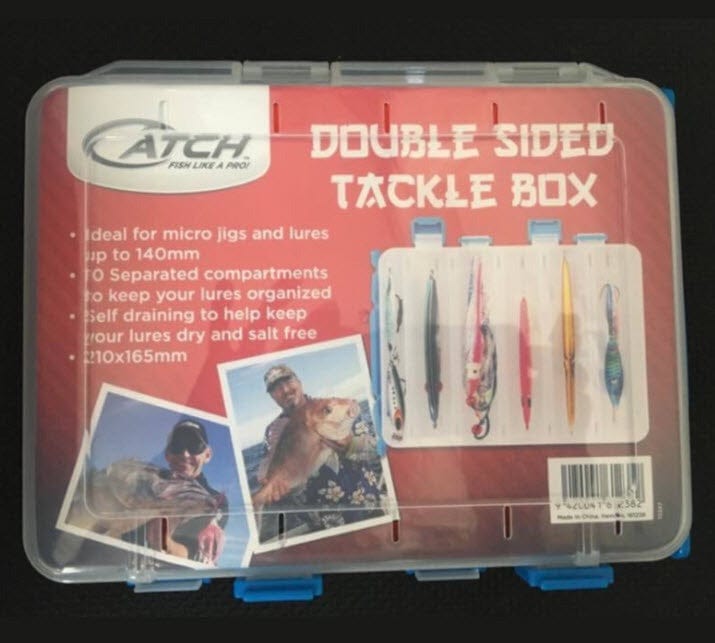 CATCH
FISH LIKE A PRO!
DOUBLE SIDED
TACKLE BOX
• Ideal for micro jigs and lures
up to 140mm
• 10 Separated compartments
to keep your lures organized
• Self draining to help keep
your lures dry and salt free
• 210x165mm
Made in China.